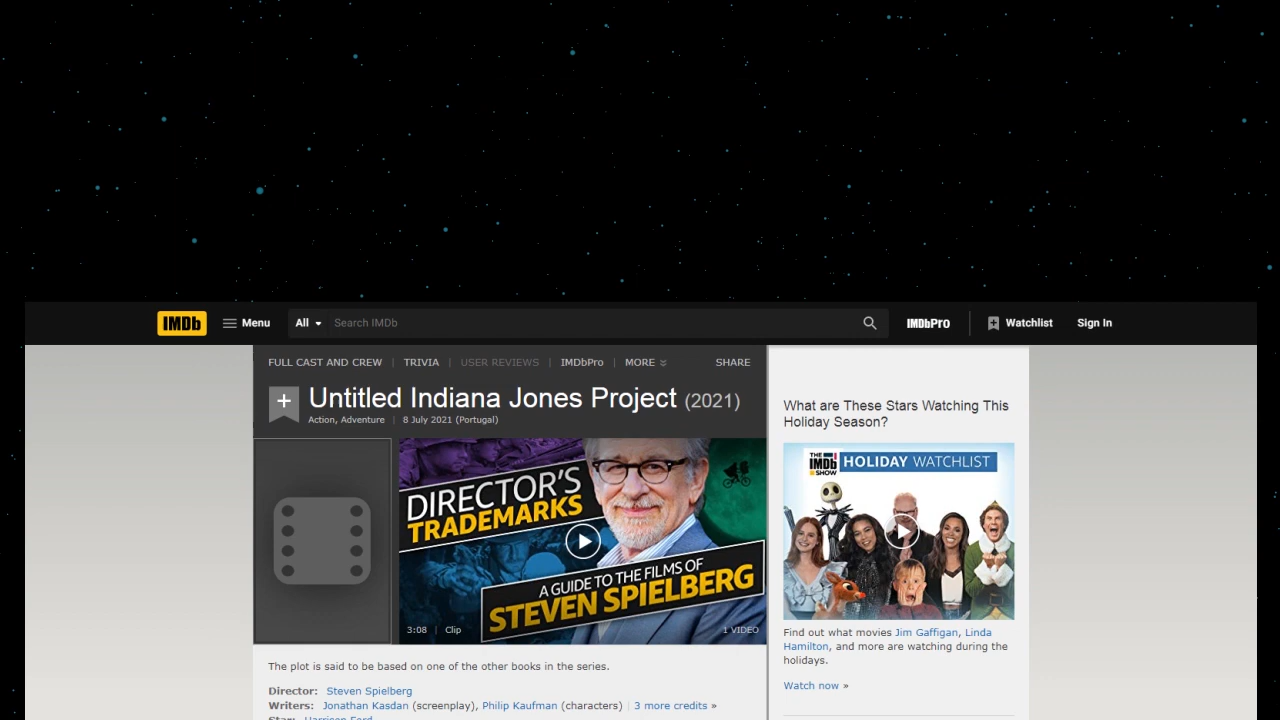 IMDb
Menu
All
Search IMDb
IMDbPro
Watchlist
Sign In
FULL CAST AND CREW | TRIVIA | USER REVIEWS | IMDbPro | MORE
SHARE
+ Untitled Indiana Jones Project (2021)
Action, Adventure | 8 July 2021 (Portugal)
DIRECTOR'S
TRADEMARKS
A GUIDE TO THE FILMS OF
STEVEN SPIELBERG
3:08 | Clip
1 VIDEO
The plot is said to be based on one of the other books in the series.
Director: Steven Spielberg
Writers: Jonathan Kasdan (screenplay), Philip Kaufman (characters) | 3 more credits »
Star: Harrison Ford
What are These Stars Watching This
Holiday Season?
THE
IMDb
SHOW
HOLIDAY WATCHLIST
Find out what movies Jim Gaffigan, Linda
Hamilton, and more are watching during the
holidays.
Watch now »